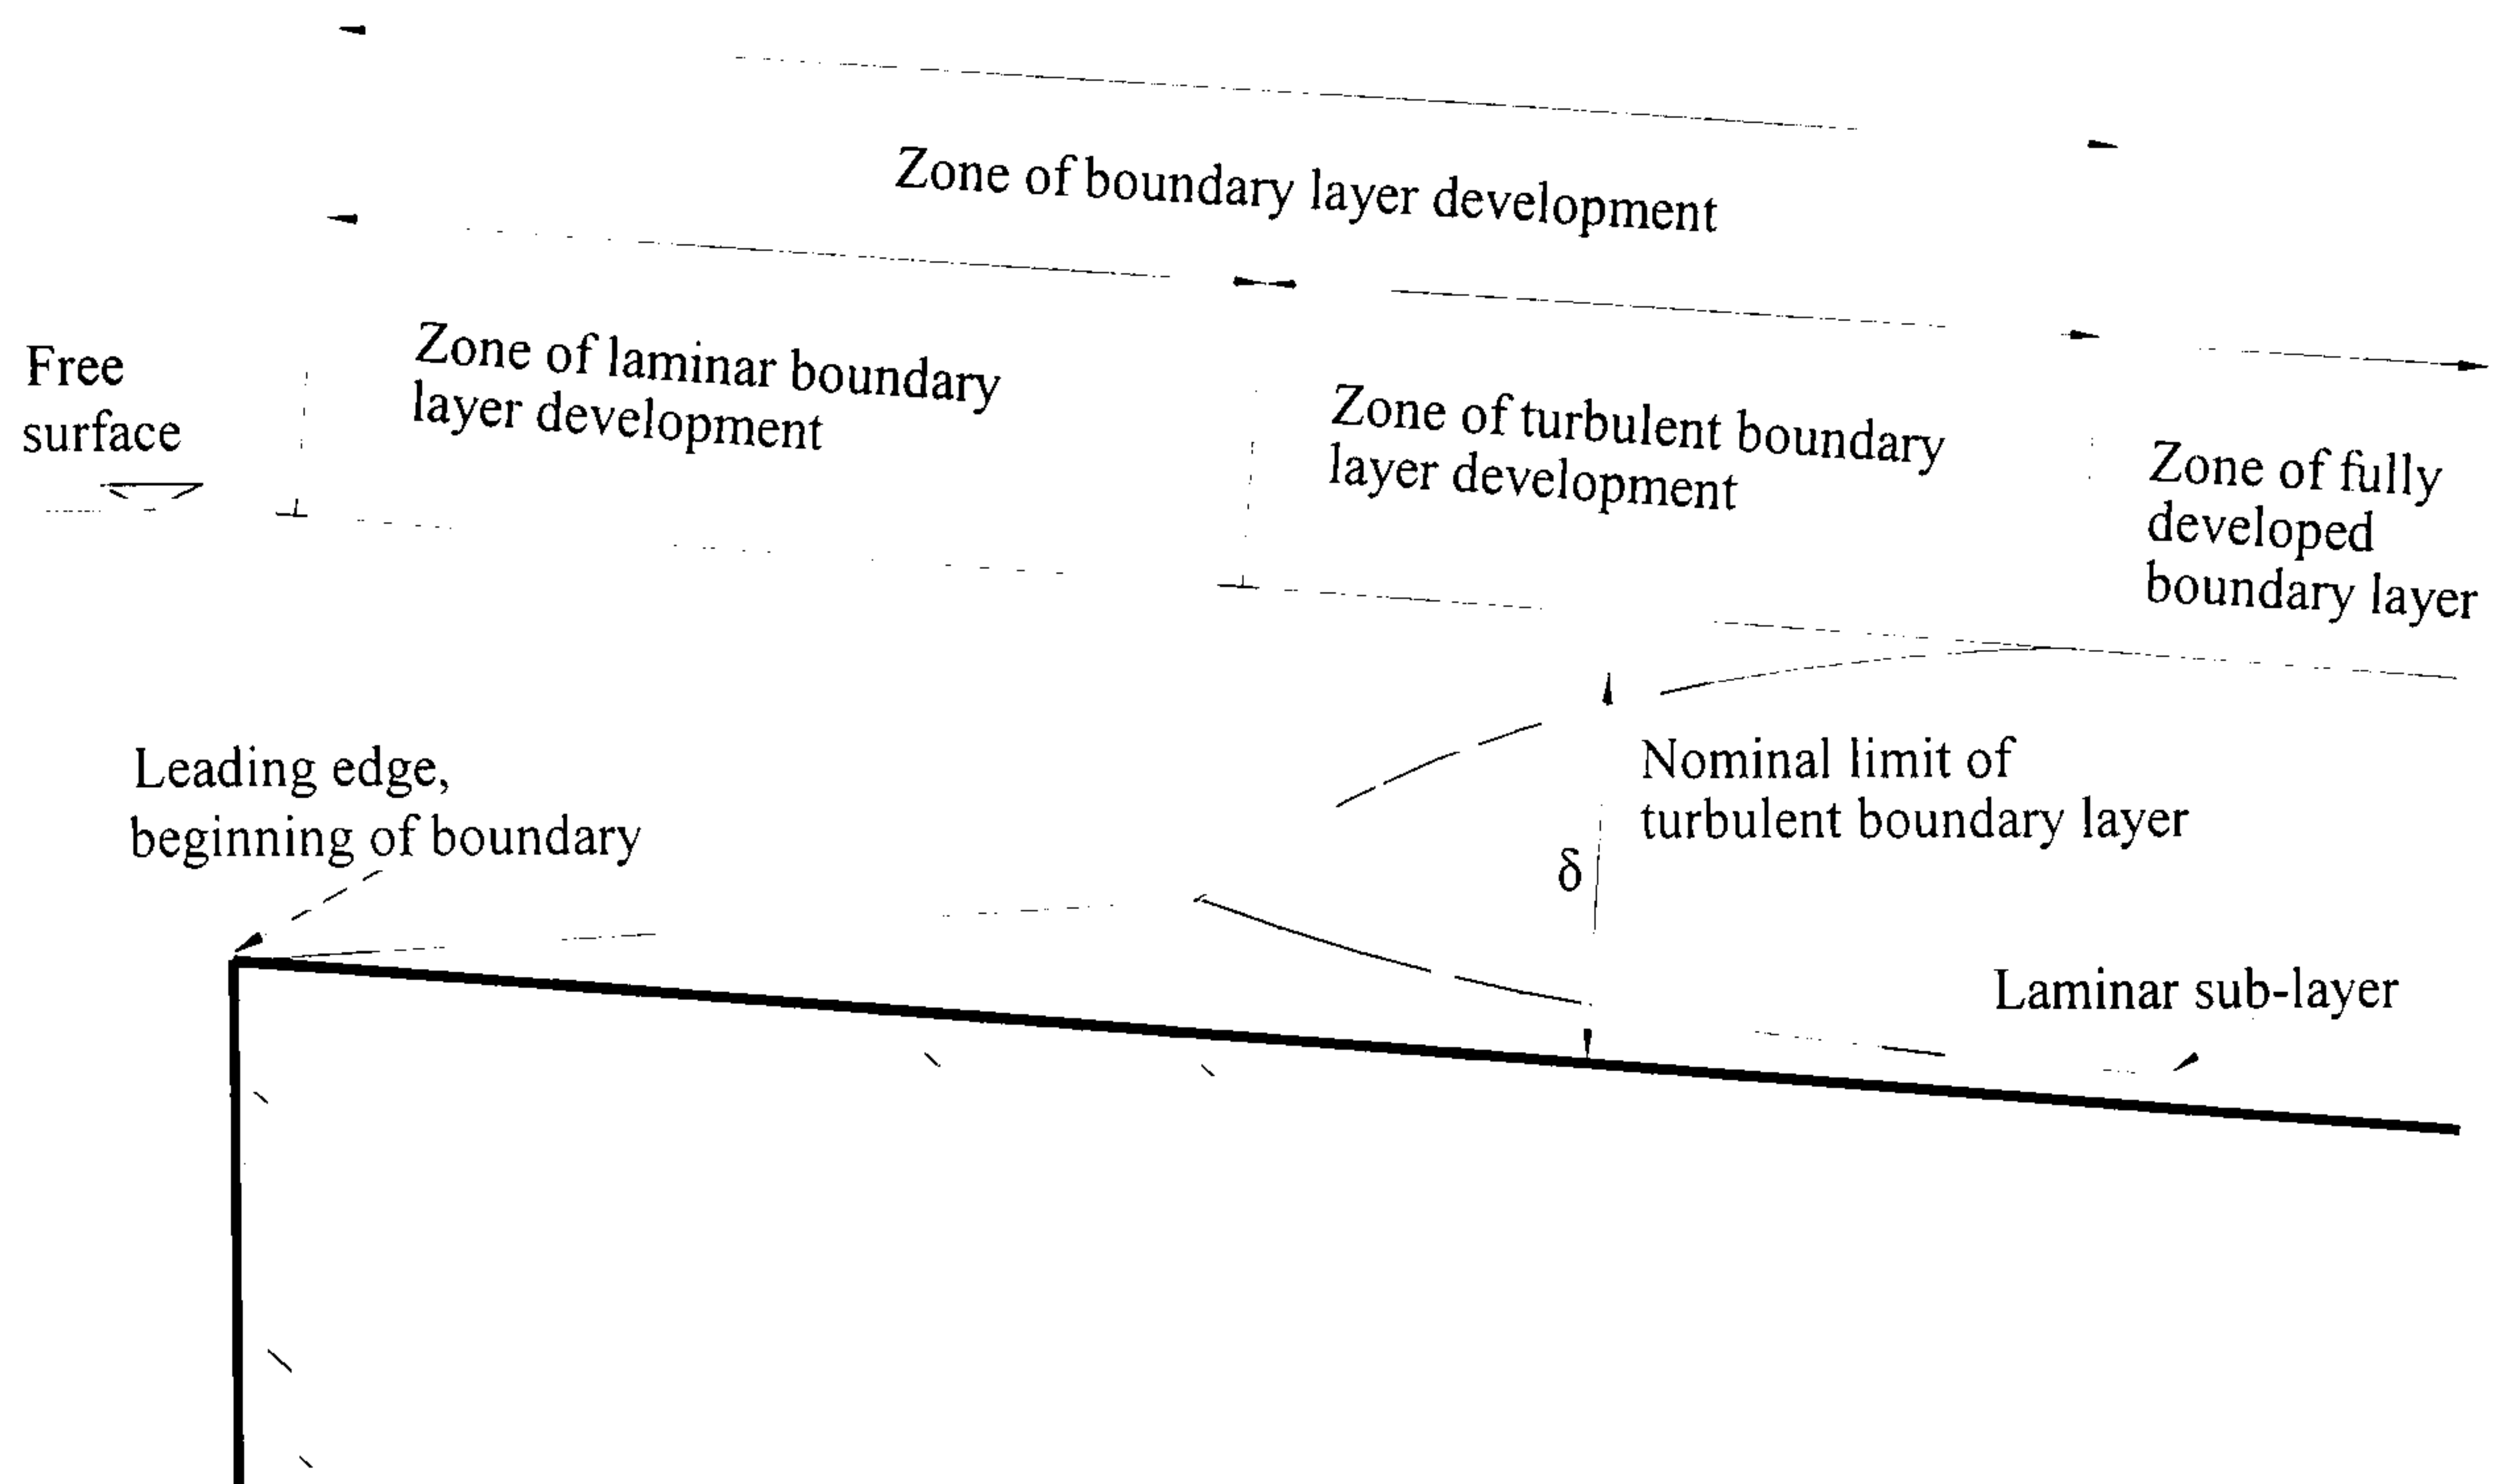 Zone of boundary layer development
Zone of laminar boundary
layer development
Free
surface
Zone of turbulent boundary
layer development
Zone of fully
developed
boundary layer
Leading edge,
beginning of boundary
Nominal limit of
turbulent boundary layer
δ
Laminar sub-layer